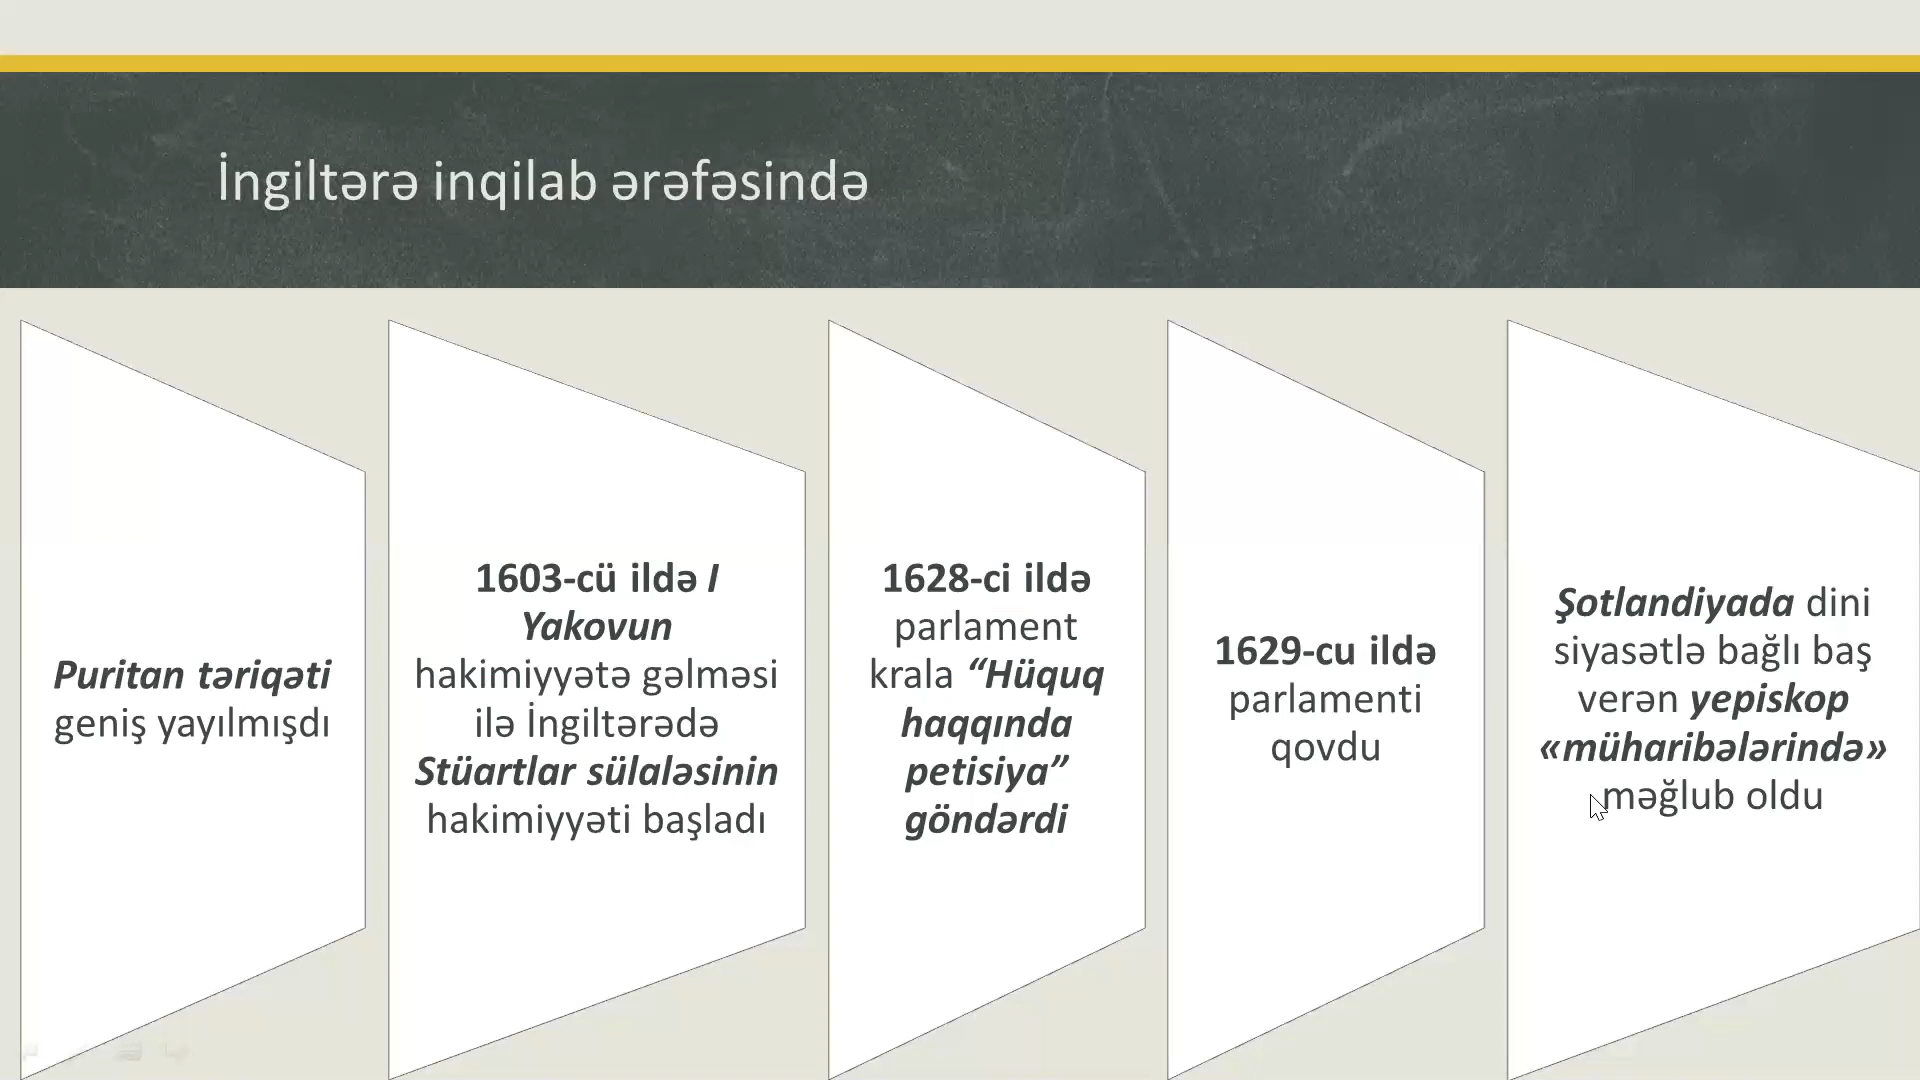 İngiltərə inqilab ərəfəsində
Puritan təriqəti
geniş yayılmışdı
1603-cü ildə I
Yakovun
hakimiyyətə gəlməsi
ilə İngiltərədə
Stüartlar sülaləsinin
hakimiyyəti başladı
1628-ci ildə
parlament
krala “Hüquq
haqqında
petisiya”
göndərdi
1629-cu ildə
parlamenti
qovdu
Şotlandiyada dini
siyasətlə bağlı baş
verən yepiskop
«müharibələrində»
məğlub oldu